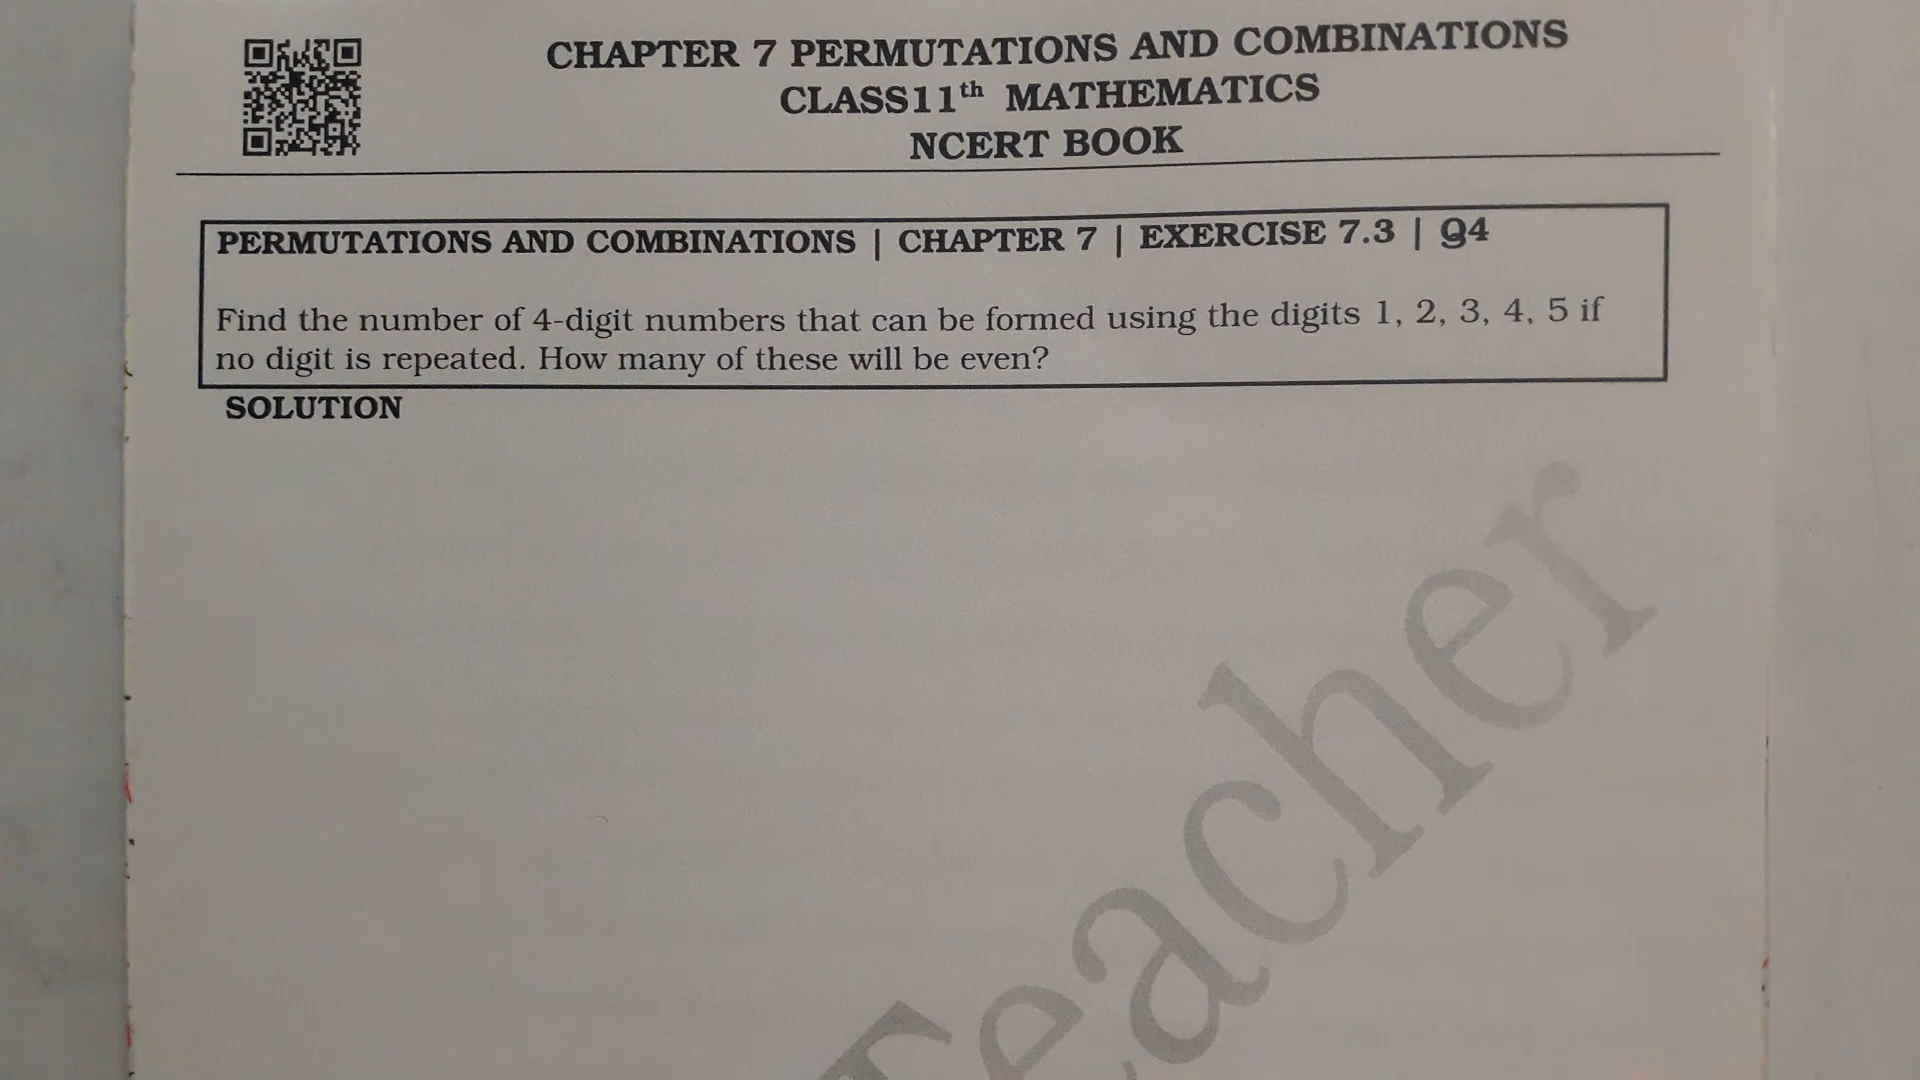 CHAPTER 7 PERMUTATIONS AND COMBINATIONS
CLASS11th MATHEMATICS
NCERT BOOK
PERMUTATIONS AND COMBINATIONS | CHAPTER 7 | EXERCISE 7.3 | Q4
Find the number of 4-digit numbers that can be formed using the digits 1, 2, 3, 4, 5 if
no digit is repeated. How many of these will be even?
SOLUTION
Teacher